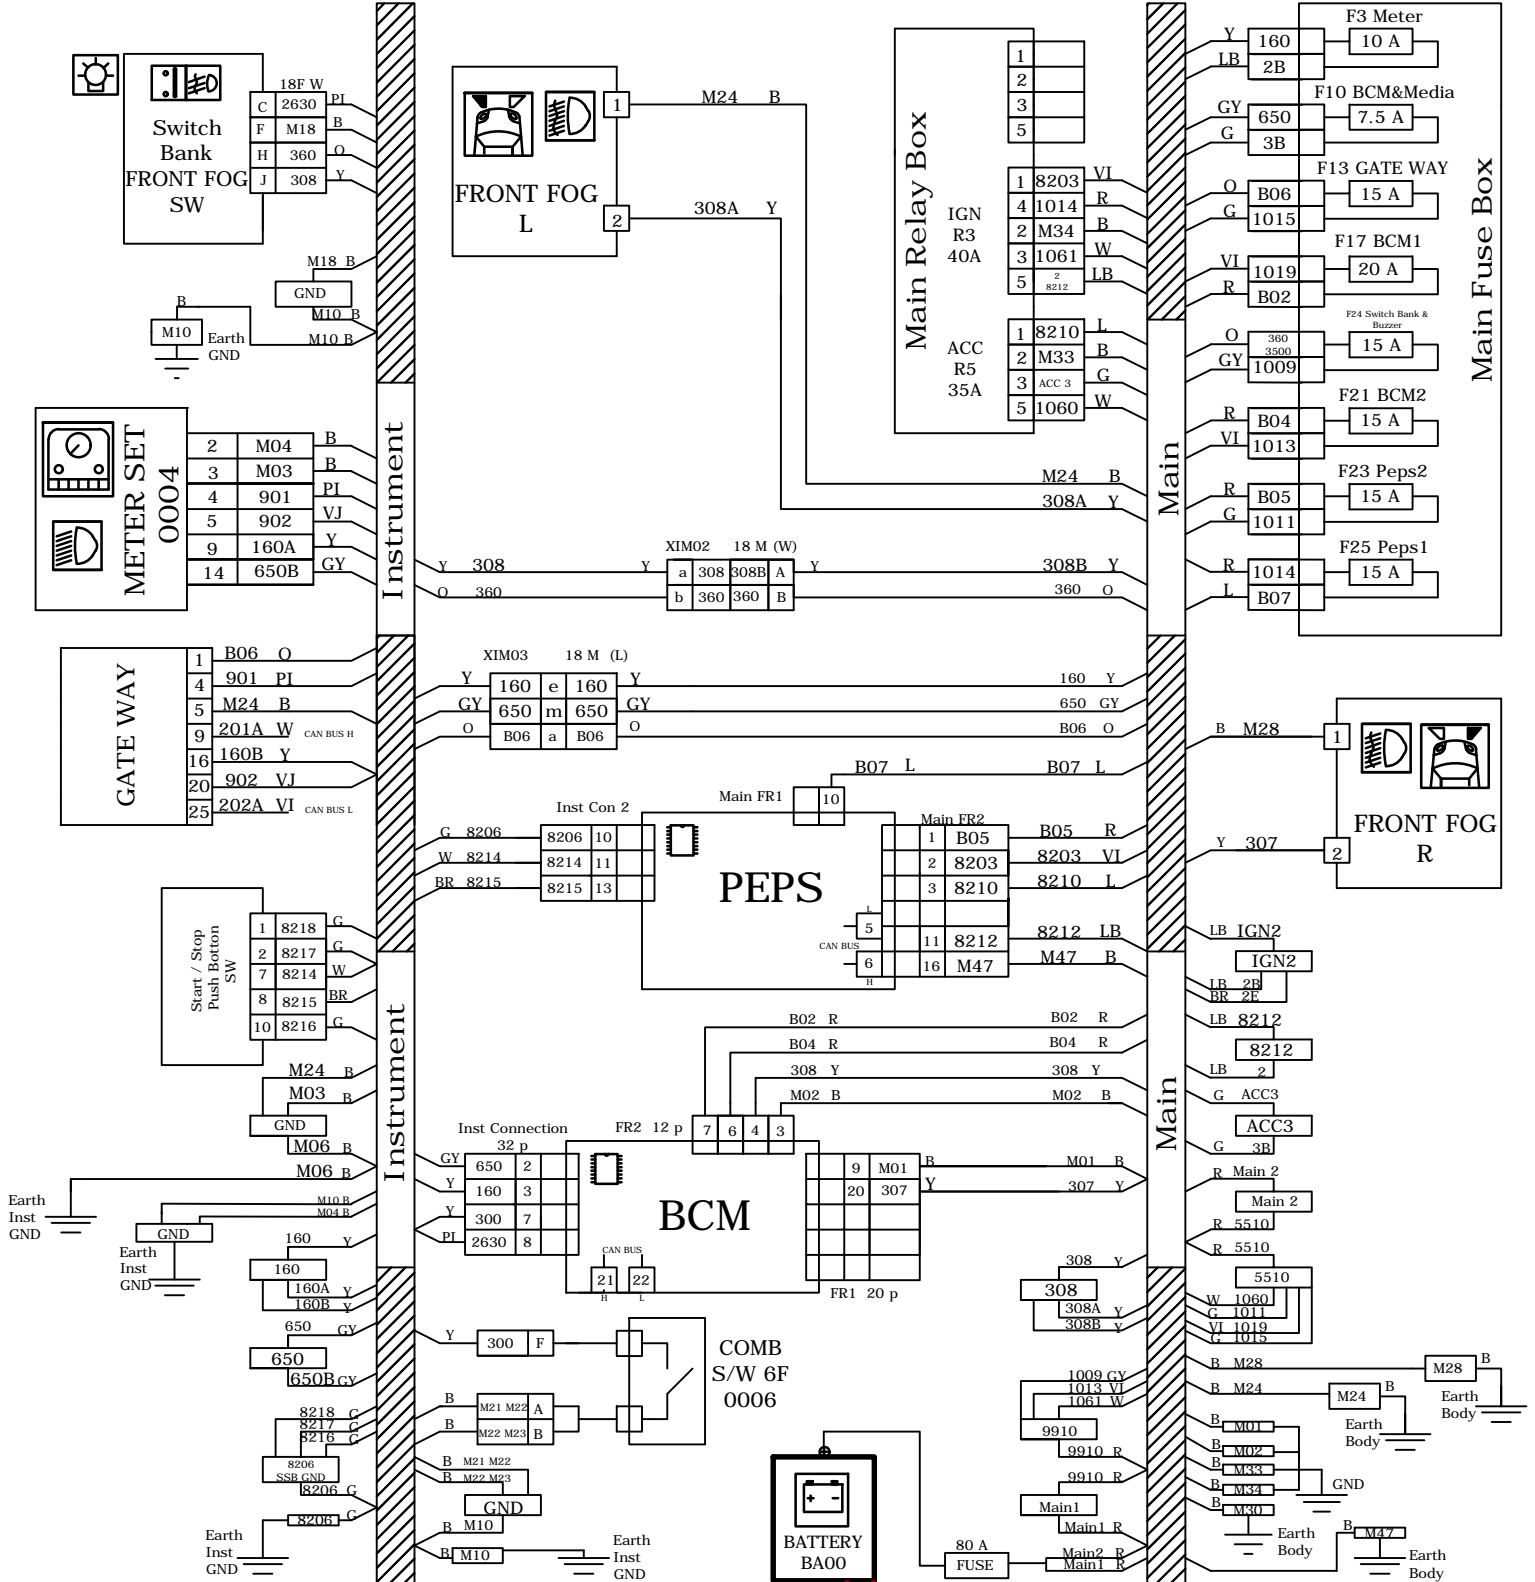 18F W
C 2630 PI
F M18 B
H 360 O
J 308 Y
Switch
Bank
FRONT FOG
SW
M18 B
GND
M10 B
B
M10
Earth
GND
M10 B
METER SET
0004
2 M04 B
3 M03 B
4 901 PI
5 902 VJ
9 160A Y
14 650B GY
GATE WAY
1 B06 O
4 901 PI
5 M24 B
9 201A W CAN BUS H
16 160B Y
20 902 VJ
25 202A VI CAN BUS L
Start / Stop
Push Botton
SW
1 8218 G
2 8217 G
7 8214 W
8 8215 BR
10 8216 G
M24 B
M03 B
GND
M06 B
M06 B
Earth
Inst
GND
M10 B
M04 B
GND
Earth
Inst
GND
160 Y
160
160A Y
160B Y
650 GY
650
650B GY
8218 G
8217 G
8216 G
8206
SSB GND
8206 G
8206 G
Earth
Inst
GND
Instrument
Instrument
FRONT FOG
L
1 M24 B
2 308A Y
M24 B
308A Y
XIM02 18 M (W)
Y 308 Y a 308 308B A Y 308B Y
O 360 b 360 360 B 360 O
XIM03 18 M (L)
Y 160 e 160 Y 160 Y
GY 650 m 650 GY 650 GY
O B06 a B06 O B06 O
B07 L B07 L
Main FR1 10
Inst Con 2
G 8206 8206 10
W 8214 8214 11
BR 8215 8215 13
PEPS
Main FR2
1 B05 B05 R
2 8203 8203 VI
3 8210 8210 L
L
5
CAN BUS
6
H
11 8212 8212 LB
16 M47 M47 B
B02 R B02 R
B04 R B04 R
308 Y 308 Y
M02 B M02 B
FR2 12 p 7 6 4 3
Inst Connection
32 p
GY 650 2
Y 160 3
Y 300 7
PI 2630 8
BCM
CAN BUS
21 22
H L
9 M01 B M01 B
20 307 Y 307 Y
FR1 20 p
Y 300 F
B M21 M22 A
B M22 M23 B
COMB
S/W 6F
0006
B M21 M22
B M22 M23
GND
B M10
B M10
Earth
Inst
GND
BATTERY
BA00
80 A
FUSE
308 Y
308
308A Y
308B Y
1009 GY
1013 VI
1061 W
9910
9910 R
9910 R
Main1
Main1 R
Main2 R
Main1 R
Main Relay Box
1
2
3
5
IGN
R3
40A
1 8203 VI
4 1014 R
2 M34 B
3 1061 W
5 2 8212 LB
ACC
R5
35A
1 8210 L
2 M33 B
3 ACC 3 G
5 1060 W
Main
Main
Main Fuse Box
F3 Meter
Y 160 10 A
LB 2B
F10 BCM&Media
GY 650 7.5 A
G 3B
F13 GATE WAY
O B06 15 A
G 1015
F17 BCM1
VI 1019 20 A
R B02
F24 Switch Bank &
Buzzer
O 360 3500 15 A
GY 1009
F21 BCM2
R B04 15 A
VI 1013
F23 Peps2
R B05 15 A
G 1011
F25 Peps1
R 1014 15 A
L B07
B M28 1
FRONT FOG
R
Y 307 2
LB IGN2
IGN2
LB 2B
BR 2E
LB 8212
8212
LB 2
G ACC3
ACC3
G 3B
R Main 2
Main 2
R 5510
R 5510
5510
W 1060
G 1011
VI 1019
G 1015
B M28 M28 B
Earth
Body
B M24 M24 B
Earth
Body
B M01
B M02
B M33
B M34
GND
B M30
Earth
Body
B M47
Earth
Body